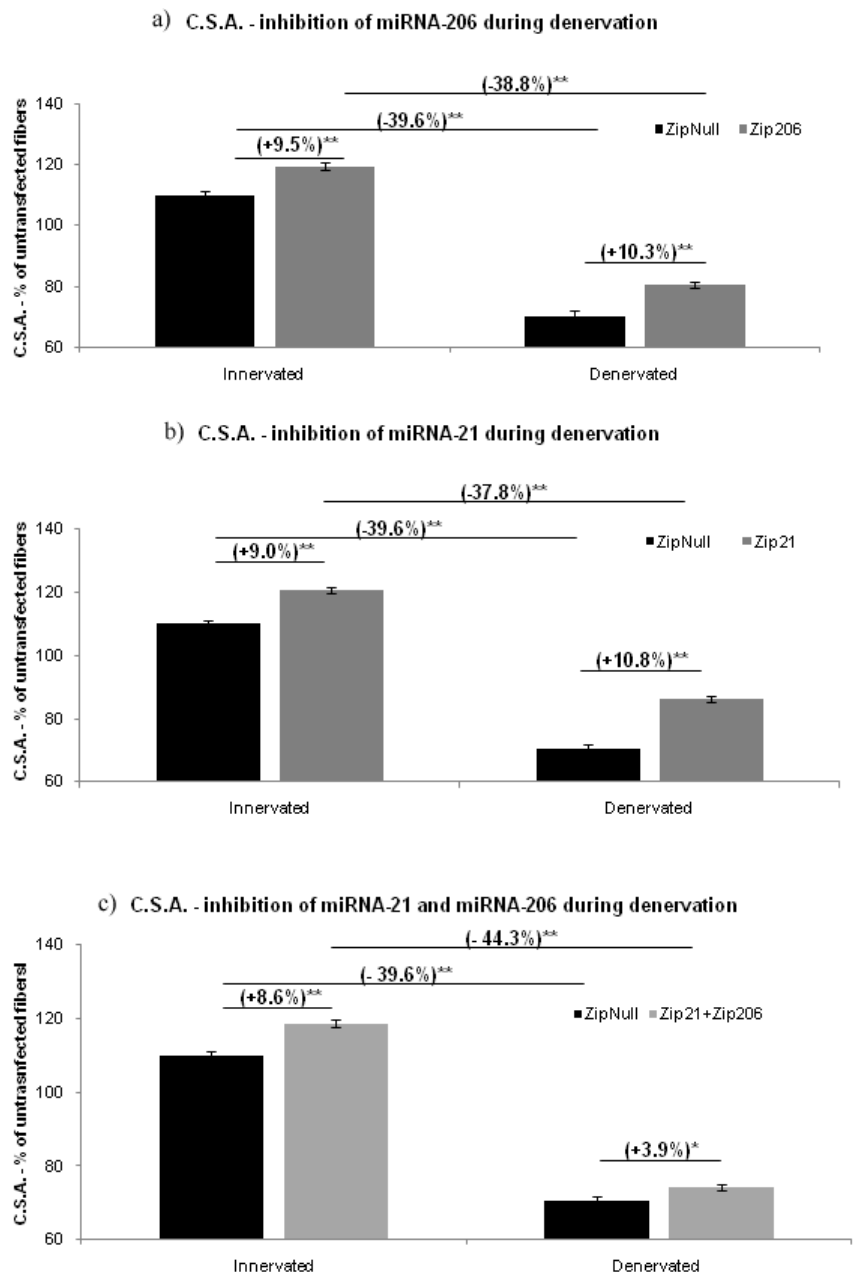 a) C.S.A. - inhibition of miRNA-206 during denervation
(-38.8%)**
140
(-39.6%)**
ZipNull Zip206
(+9.5%)**
120
100
(+10.3%)**
80
60
C.S.A. - % of untransfected fibers
Innervated Denervated
b) C.S.A. - inhibition of miRNA-21 during denervation
(-37.8%)**
140
(-39.6%)**
ZipNull Zip21
(+9.0%)**
120
100
(+10.8%)**
80
60
C.S.A. - % of untransfected fibers
Innervated Denervated
c) C.S.A. - inhibition of miRNA-21 and miRNA-206 during denervation
140
(- 44.3%)**
(- 39.6%)**
(+8.6%)**
ZipNull Zip21+Zip206
120
100
80
(+3.9%)*
60
C.S.A. - % of untrasnfected fibersl
Innervated Denervated